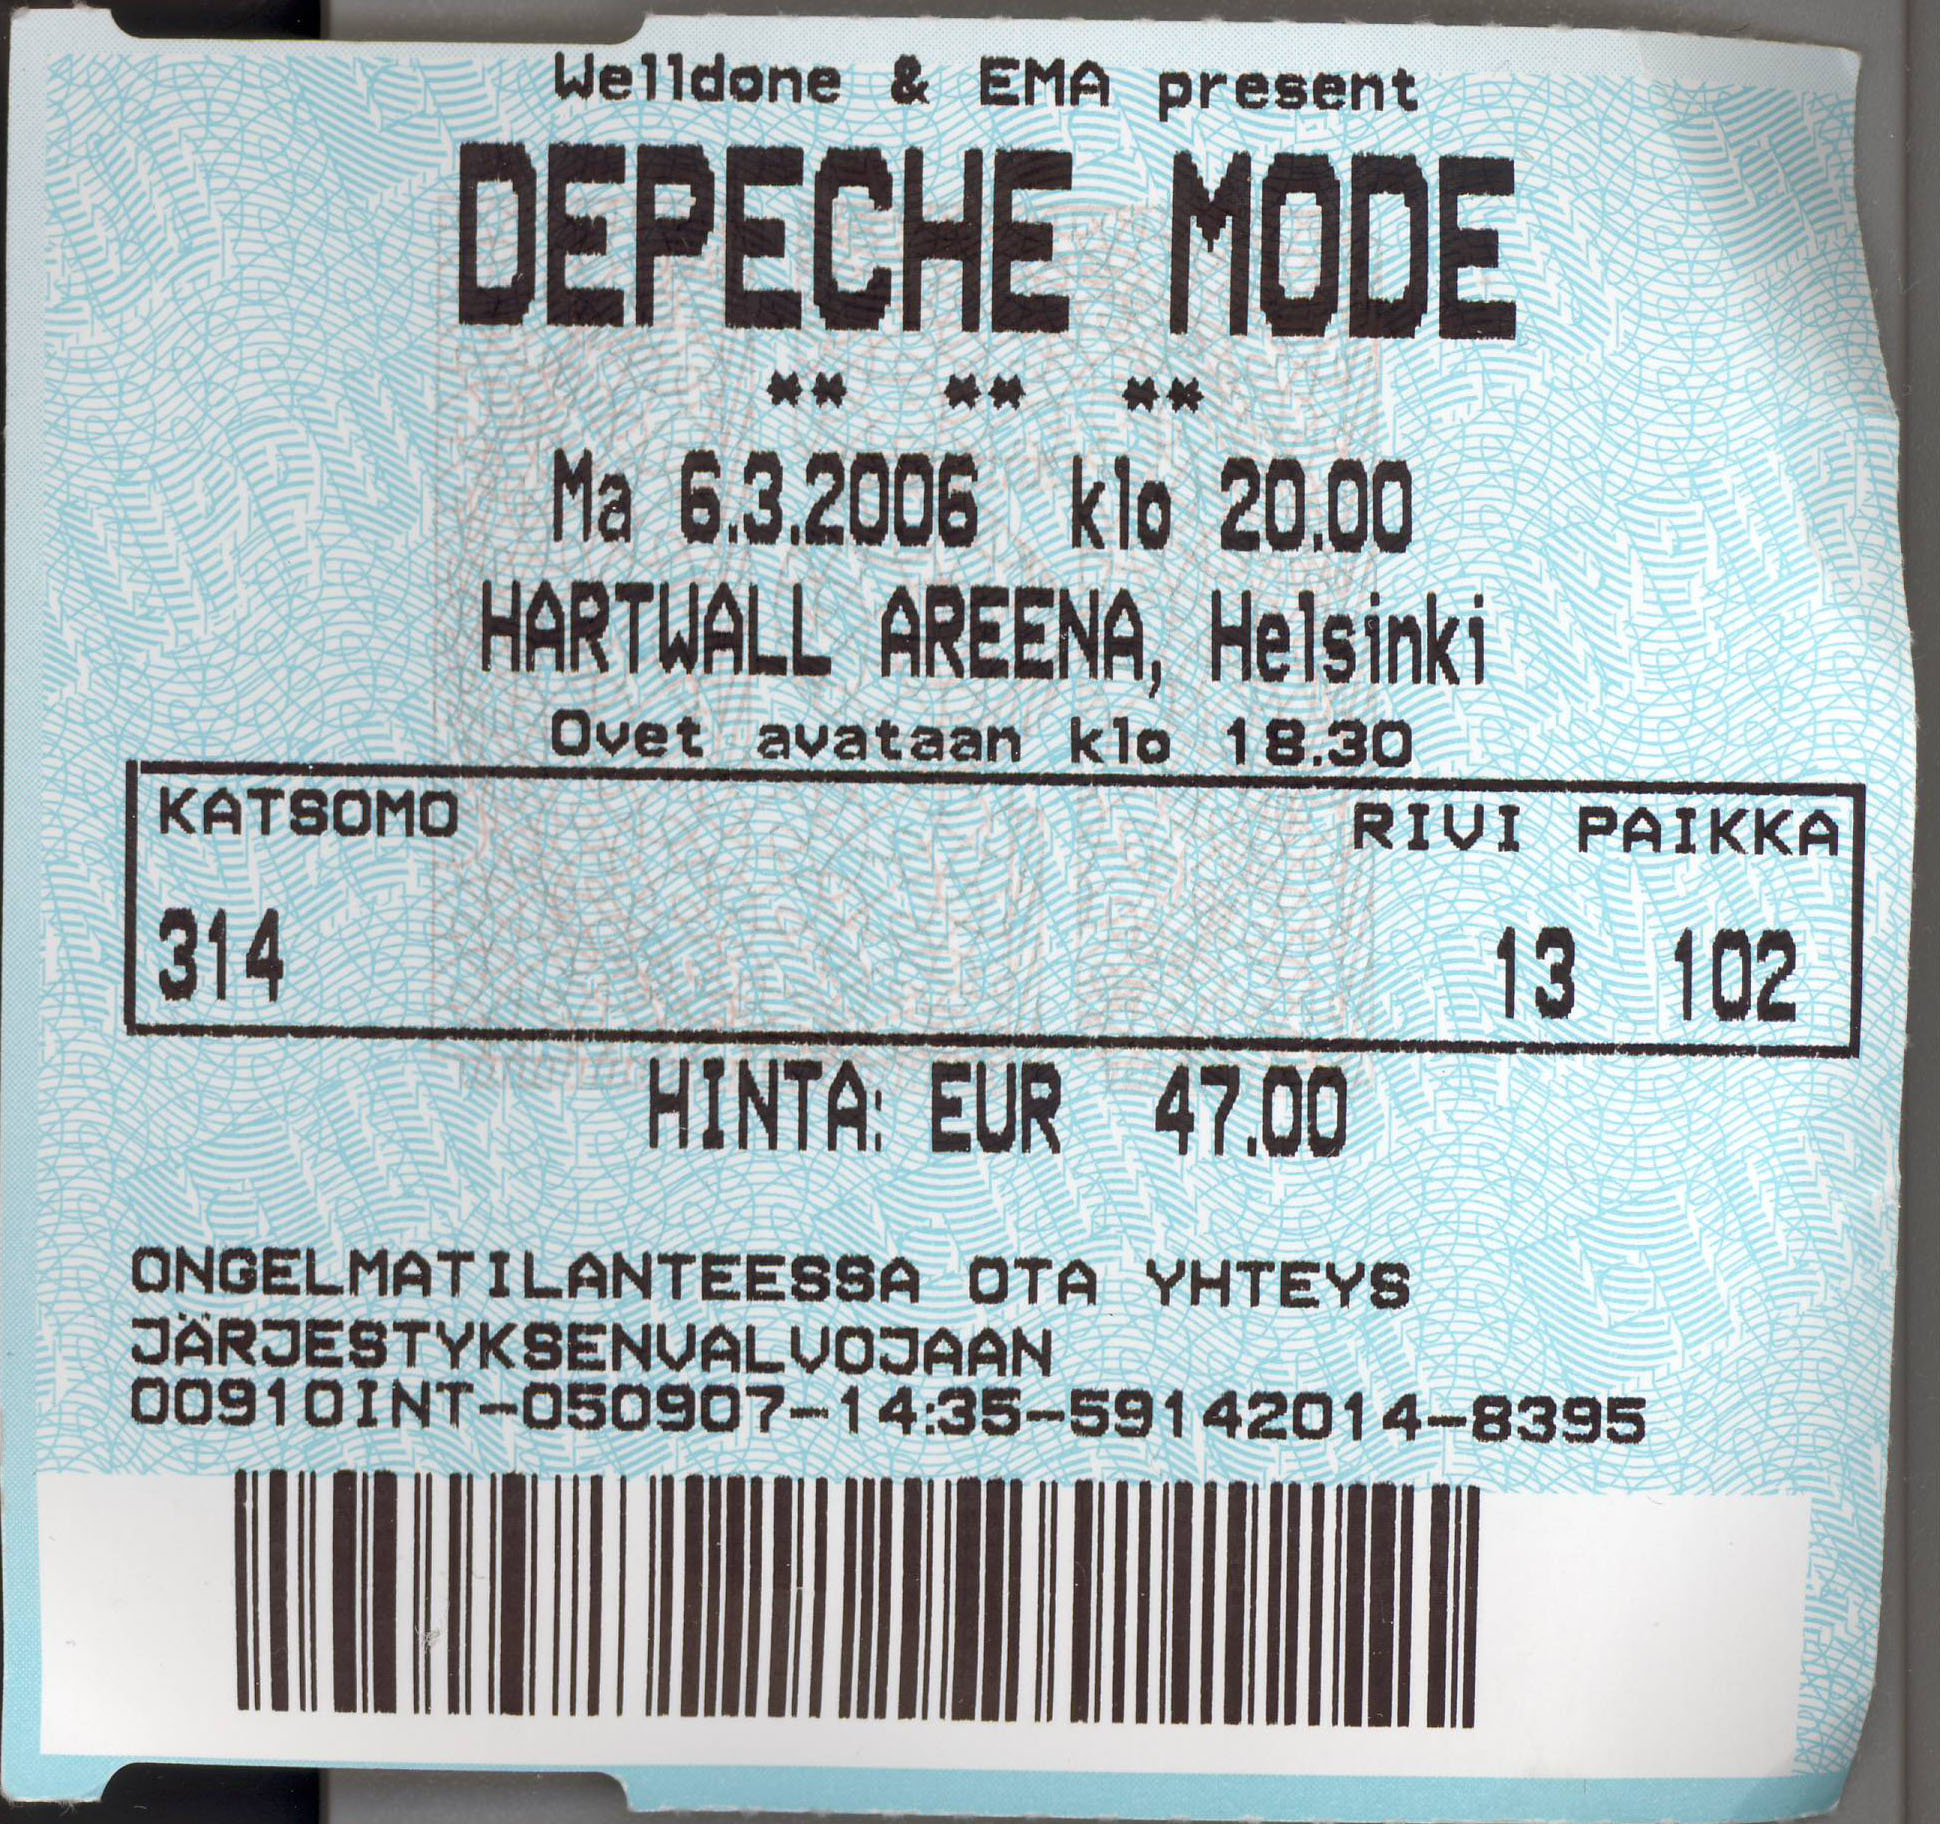 Welldone & EMA present
DEPECHE MODE
** ** **
Ma 6.3.2006 klo 20.00
HARTWALL AREENA, Helsinki
Ovet avataan klo 18.30
KATSOMO RIVI PAIKKA
314 13 102
HINTA: EUR 47.00
ONGELMATILANTEESSA OTA YHTEYS
JÄRJESTYKSENVALVOJAAN
00910INT-050907-14:35-59142014-8395